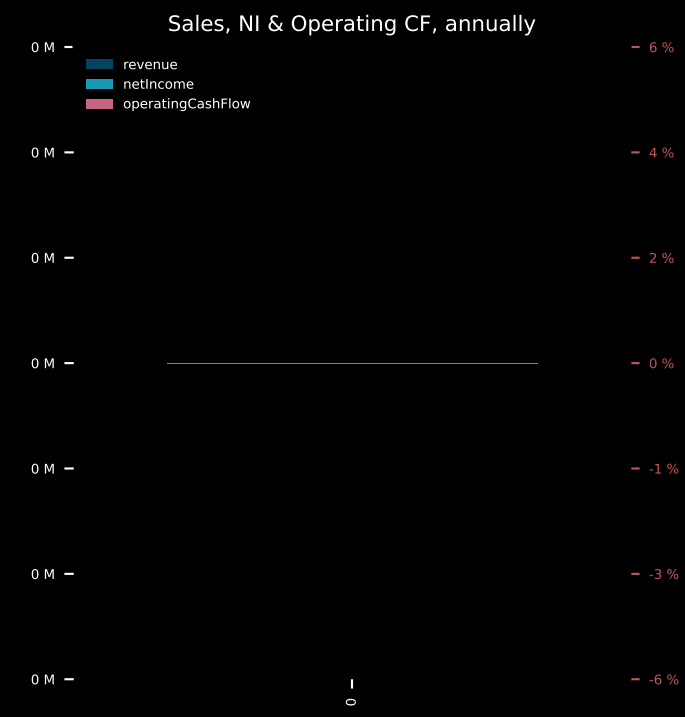 Sales, NI & Operating CF, annually
0 M
6 %
revenue
netIncome
operatingCashFlow
0 M
4 %
0 M
2 %
0 M
0 %
0 M
-1 %
0 M
-3 %
0 M
-6 %
0